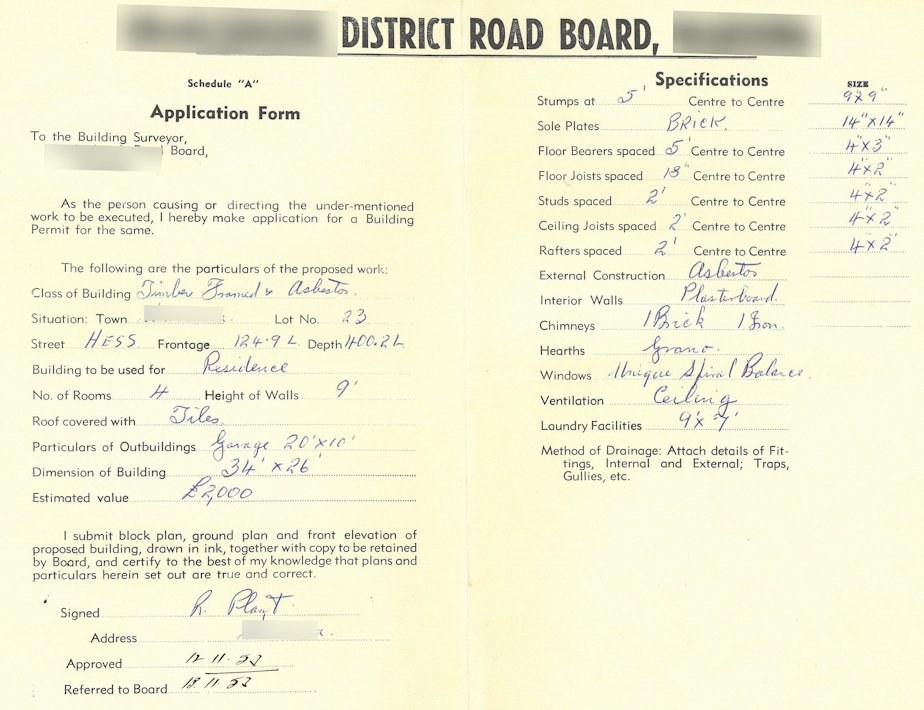 DISTRICT ROAD BOARD,
Schedule "A"
Application Form
To the Building Surveyor,
Board,
As the person causing or directing the under-mentioned
work to be executed, I hereby make application for a Building
Permit for the same.
The following are the particulars of the proposed work:
Class of Building Timber Framed & Asbestos.
Situation: Town Lot No. 23
Street HESS Frontage 124.9 L Depth 400.2 L
Building to be used for Residence
No. of Rooms 4 Height of Walls 9'
Roof covered with Tiles.
Particulars of Outbuildings Garage 20'x10'
Dimension of Building 34' x 26'
Estimated value £2,000
I submit block plan, ground plan and front elevation of
proposed building, drawn in ink, together with copy to be retained
by Board, and certify to the best of my knowledge that plans and
particulars herein set out are true and correct.
Signed R. Plant
Address
Approved 12.11.53
Referred to Board 13.11.53
Specifications
SIZE
Stumps at 5' Centre to Centre 9"x9"
Sole Plates BRICK. 14"x14"
Floor Bearers spaced 5' Centre to Centre 4"x3"
Floor Joists spaced 18" Centre to Centre 4"x2"
Studs spaced 2' Centre to Centre 4"x2"
Ceiling Joists spaced 2' Centre to Centre 4"x2"
Rafters spaced 2' Centre to Centre 4"x2"
External Construction Asbestos
Interior Walls Plasterboard.
Chimneys 1 Brick 1 Iron.
Hearths Grano.
Windows Unique Spiral Balance.
Ventilation Ceiling
Laundry Facilities 9'x7'
Method of Drainage: Attach details of Fit-
tings, Internal and External; Traps,
Gullies, etc.